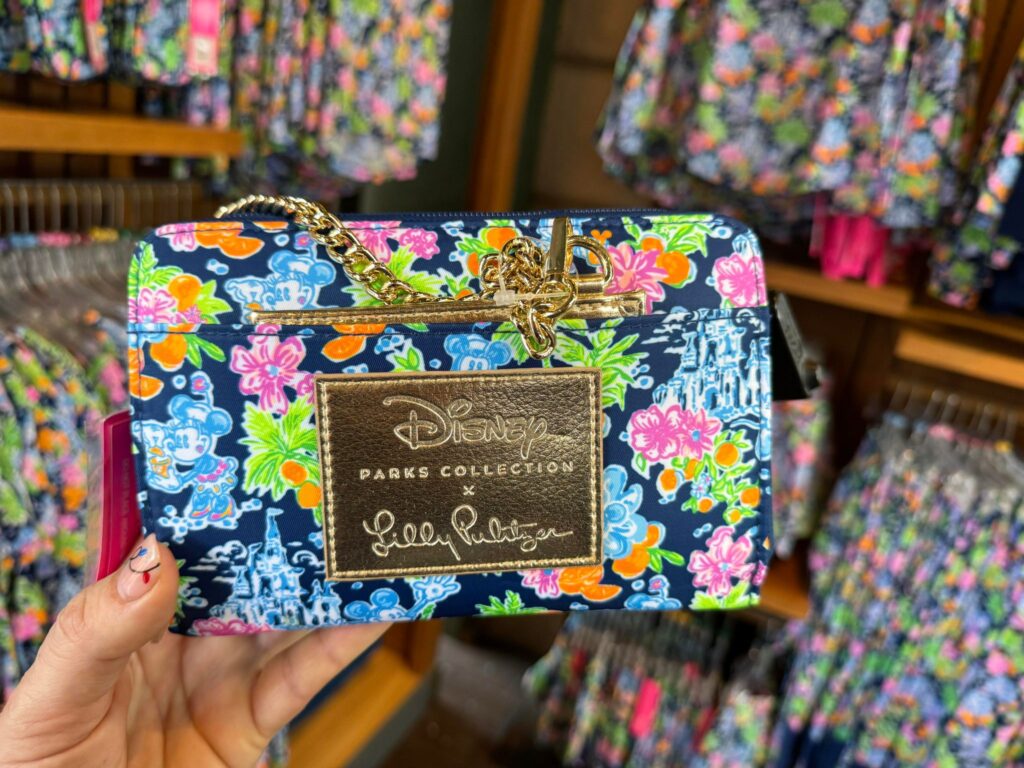 Disney
PARKS COLLECTION
x
Lilly Pulitzer